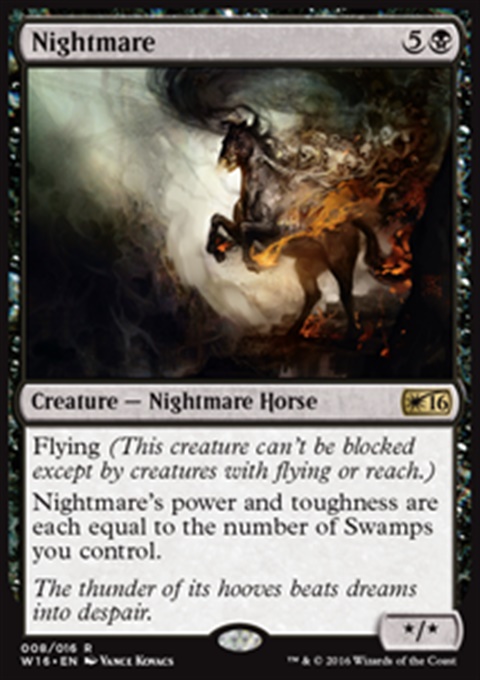 Nightmare 5
Creature — Nightmare Horse 16
Flying (This creature can't be blocked
except by creatures with flying or reach.)
Nightmare's power and toughness are
each equal to the number of Swamps
you control.
The thunder of its hooves beats dreams
into despair.
*/*
008/016 R
W16 • EN Vance Kovacs ™ & © 2016 Wizards of the Coast